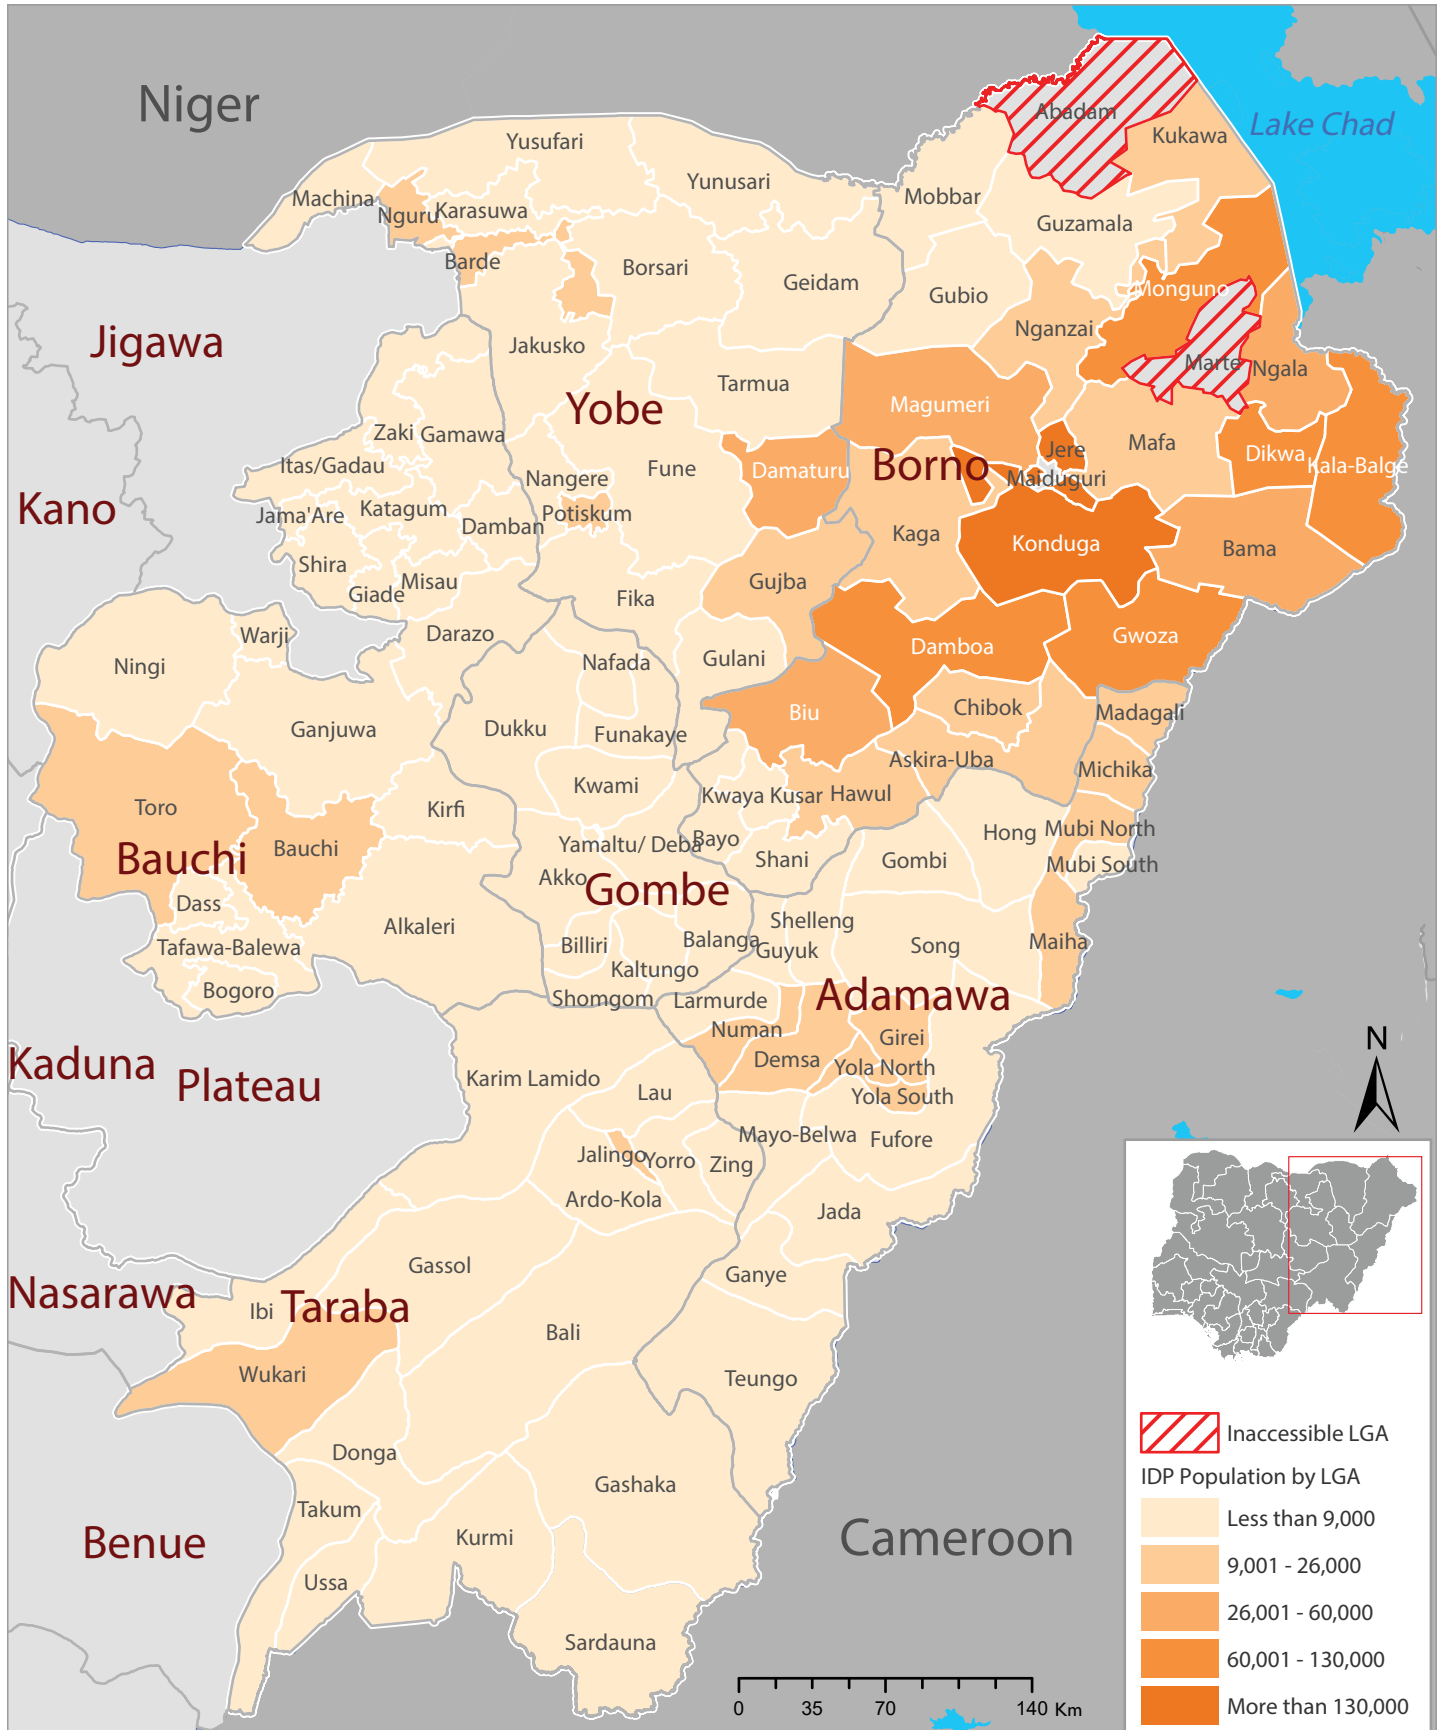 Niger
Abadam
Kukawa
Lake Chad
Yusufari
Yunusari
Machina
Nguru
Karasuwa
Mobbar
Guzamala
Barde
Borsari
Geidam
Gubio
Monguno
Nganzai
Jigawa
Jakusko
Tarmua
Marte
Ngala
Yobe
Magumeri
Zaki
Gamawa
Mafa
Jere
Dikwa
Kala-Balge
Itas/Gadau
Nangere
Fune
Damaturu
Borno
Maiduguri
Kano
Jama'Are
Katagum
Damban
Potiskum
Kaga
Konduga
Bama
Shira
Giade
Misau
Fika
Gujba
Warji
Darazo
Gwoza
Ningi
Nafada
Gulani
Damboa
Ganjuwa
Dukku
Funakaye
Biu
Chibok
Madagali
Askira-Uba
Michika
Toro
Kirfi
Kwami
Kwaya Kusar
Hawul
Bauchi
Bauchi
Yamaltu/ Deba
Bayo
Shani
Gombi
Hong
Mubi North
Mubi South
Akko
Gombe
Dass
Alkaleri
Shelleng
Tafawa-Balewa
Billiri
Balanga
Guyuk
Song
Maiha
Kaltungo
Bogoro
Shomgom
Larmurde
Adamawa
Numan
Girei
Demsa
Yola North
Yola South
Kaduna
Plateau
Karim Lamido
Lau
Mayo-Belwa
Fufore
Jalingo
Yorro
Zing
Ardo-Kola
Jada
Gassol
Ganye
Nasarawa
Ibi
Taraba
Bali
Wukari
Teungo
Donga
Gashaka
Takum
Kurmi
Benue
Ussa
Cameroon
Sardauna
N
Inaccessible LGA
IDP Population by LGA
Less than 9,000
9,001 - 26,000
26,001 - 60,000
60,001 - 130,000
More than 130,000
0 35 70 140 Km